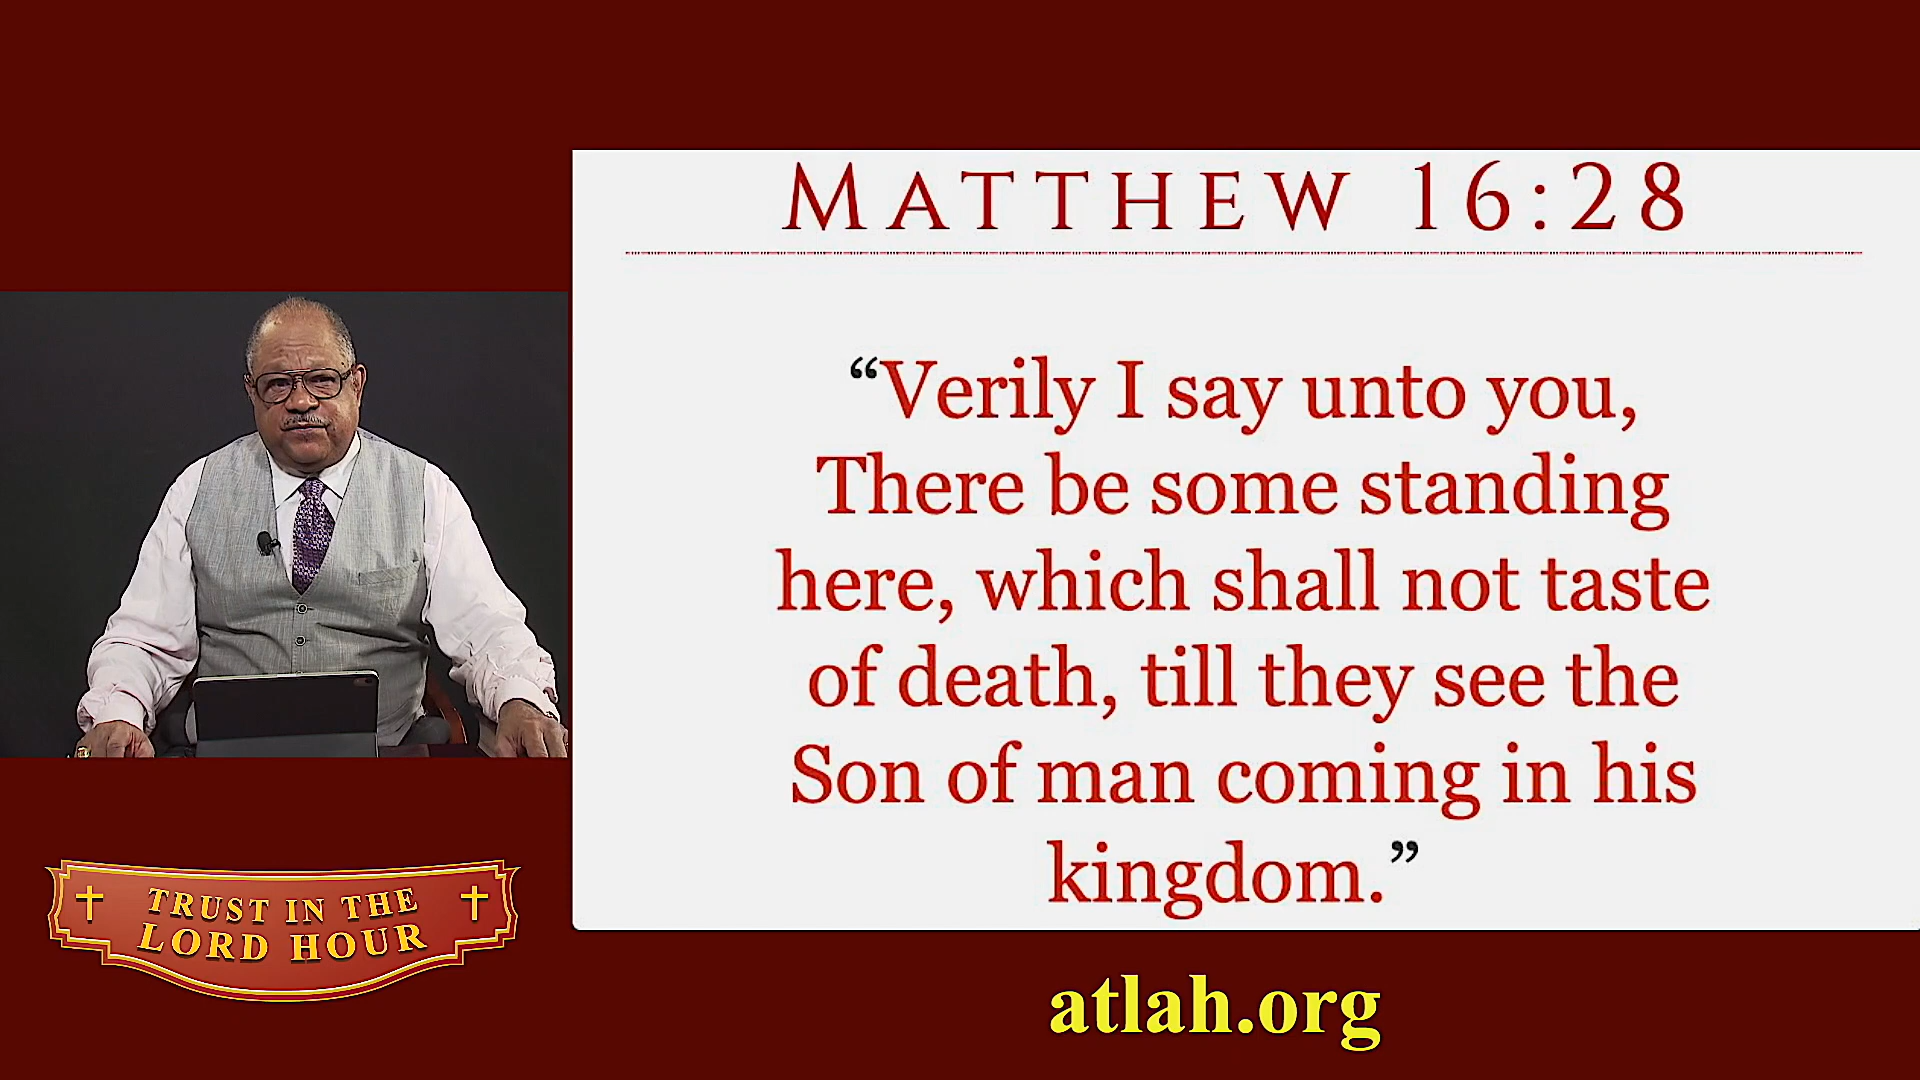 MATTHEW 16:28
“Verily I say unto you,
There be some standing
here, which shall not taste
of death, till they see the
Son of man coming in his
kingdom.”
TRUST IN THE
LORD HOUR
atlah.org